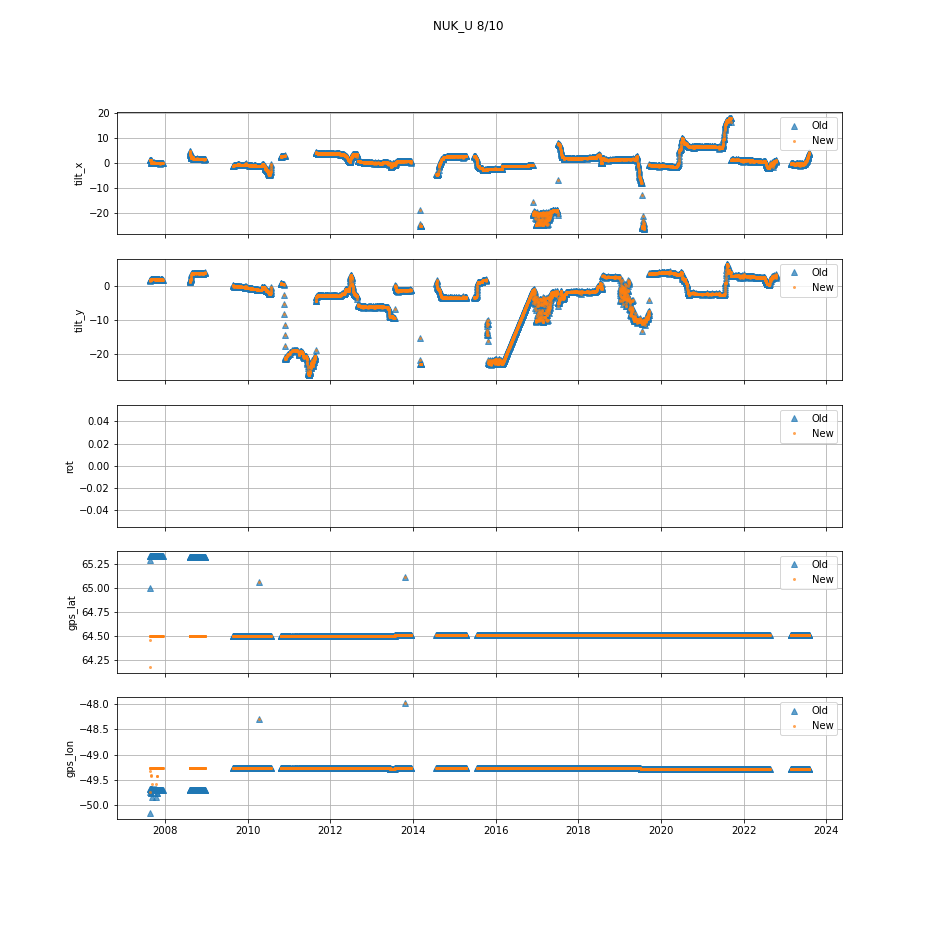 NUK_U 8/10
20
10
0
−10
−20
tilt_x
Old
New
0
−10
−20
tilt_y
Old
New
0.04
0.02
0.00
−0.02
−0.04
rot
Old
New
65.25
65.00
64.75
64.50
64.25
gps_lat
Old
New
−48.0
−48.5
−49.0
−49.5
−50.0
gps_lon
Old
New
2008 2010 2012 2014 2016 2018 2020 2022 2024